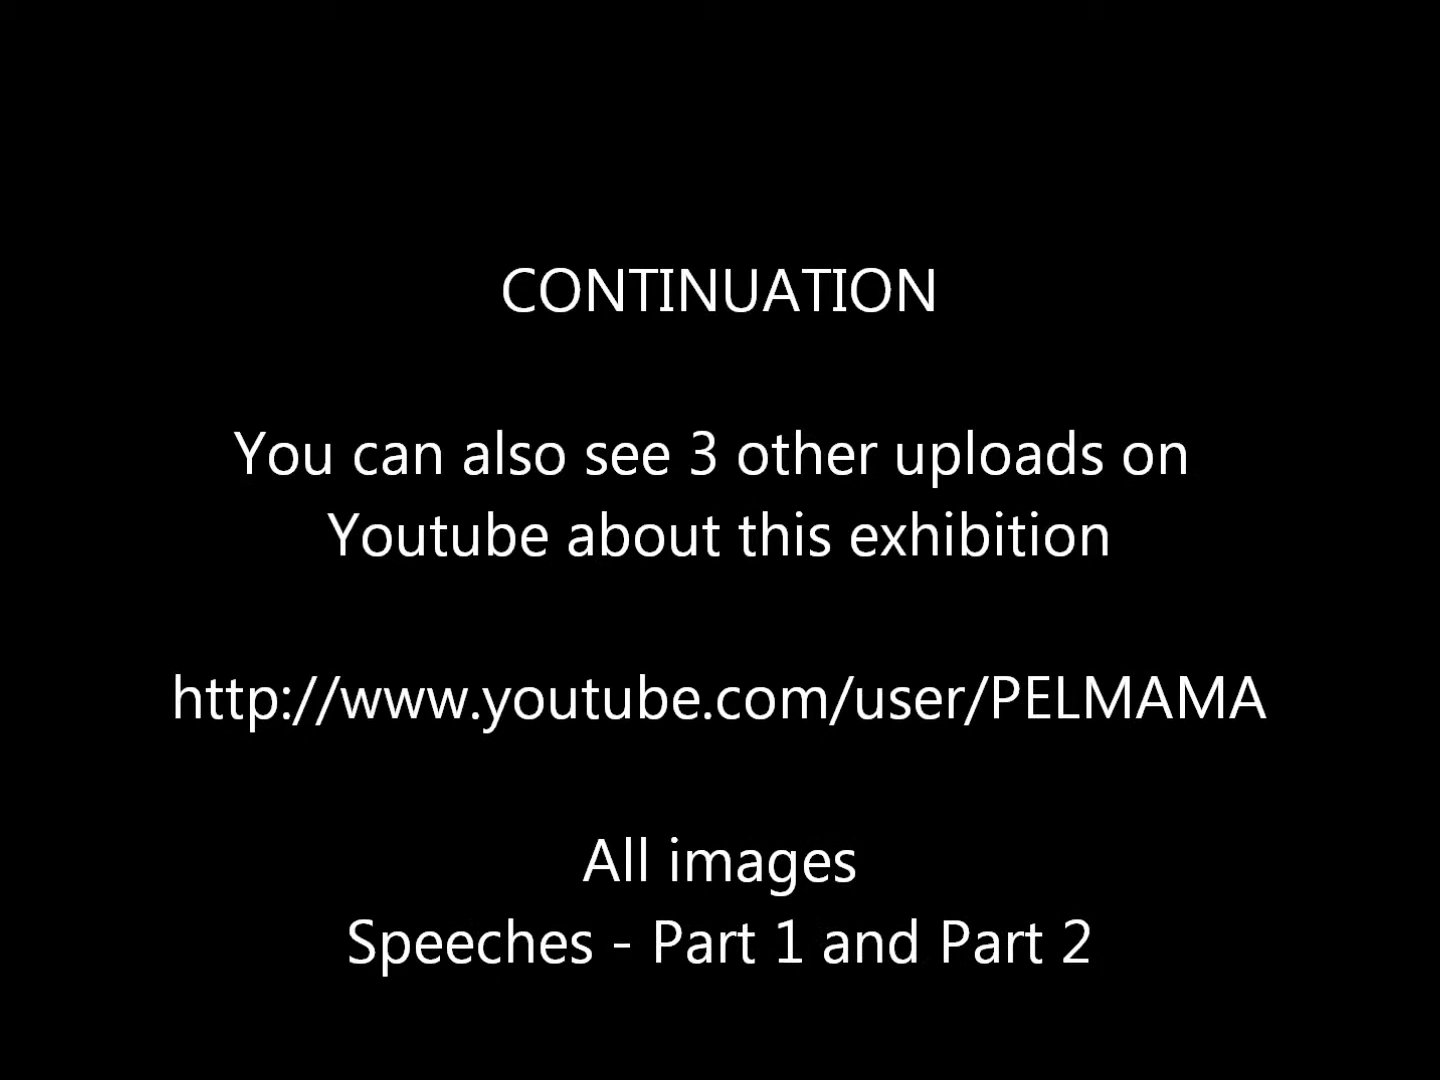 CONTINUATION
You can also see 3 other uploads on
Youtube about this exhibition
http://www.youtube.com/user/PELMAMA
All images
Speeches - Part 1 and Part 2